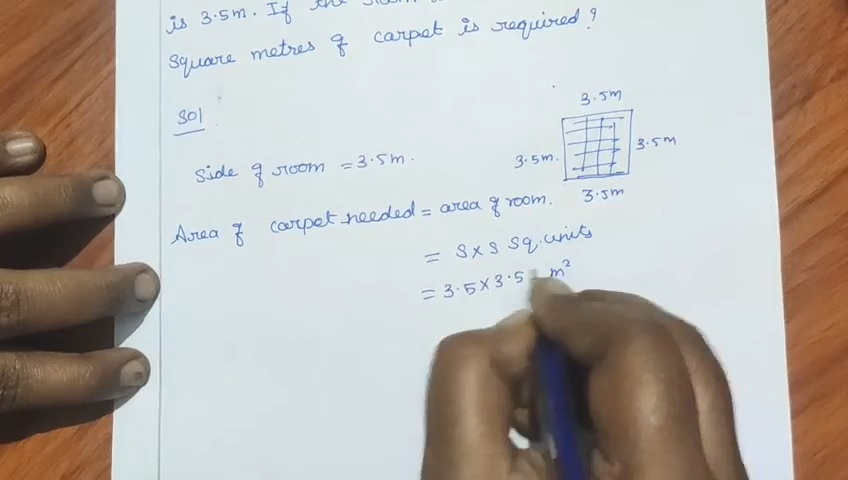 is 3.5m. If the
square metres of carpet is required?
Sol
Side of room = 3.5m.
3.5m
3.5m.
3.5m
3.5m
Area of carpet needed = area of room.
= S x S Sq.units
= 3.5 x 3.5 m²